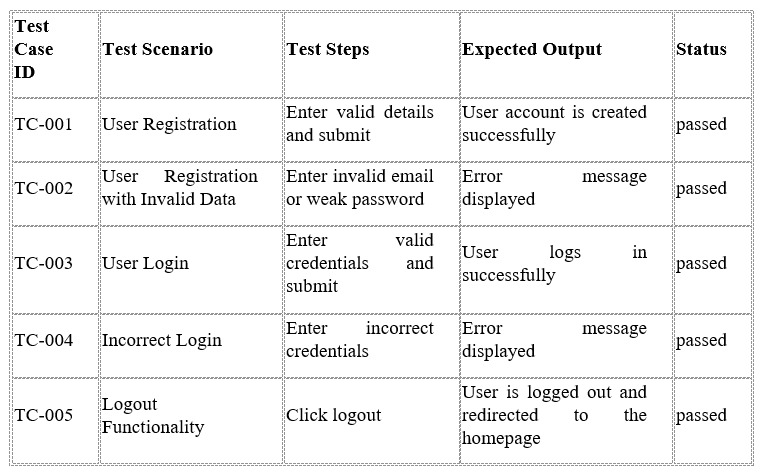 Test Case ID
Test Scenario
Test Steps
Expected Output
Status
TC-001
User Registration
Enter valid details
and submit
User account is created
successfully
passed
TC-002
User Registration
with Invalid Data
Enter invalid email
or weak password
Error message
displayed
passed
TC-003
User Login
Enter valid
credentials and
submit
User logs in
successfully
passed
TC-004
Incorrect Login
Enter incorrect
credentials
Error message
displayed
passed
TC-005
Logout
Functionality
Click logout
User is logged out and
redirected to the
homepage
passed